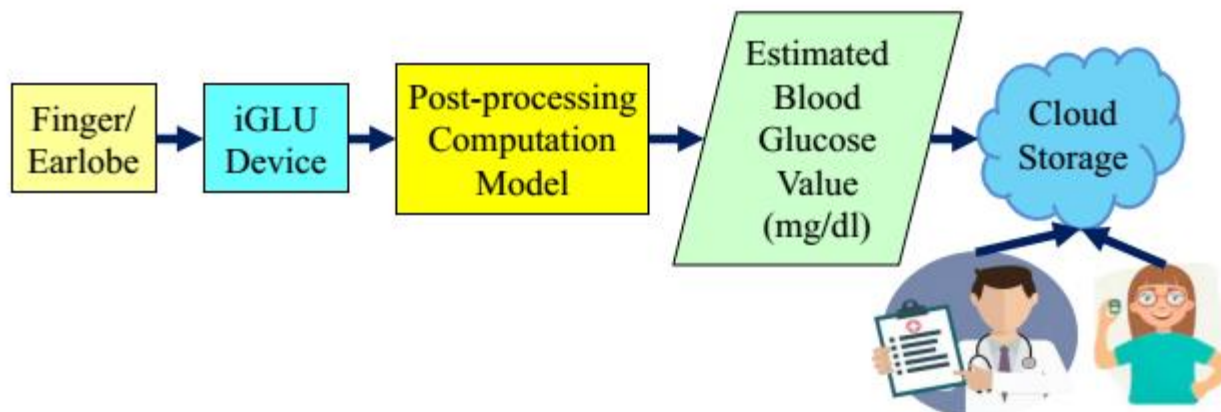 Finger/
Earlobe
iGLU
Device
Post-processing
Computation
Model
Estimated
Blood
Glucose
Value
(mg/dl)
Cloud
Storage